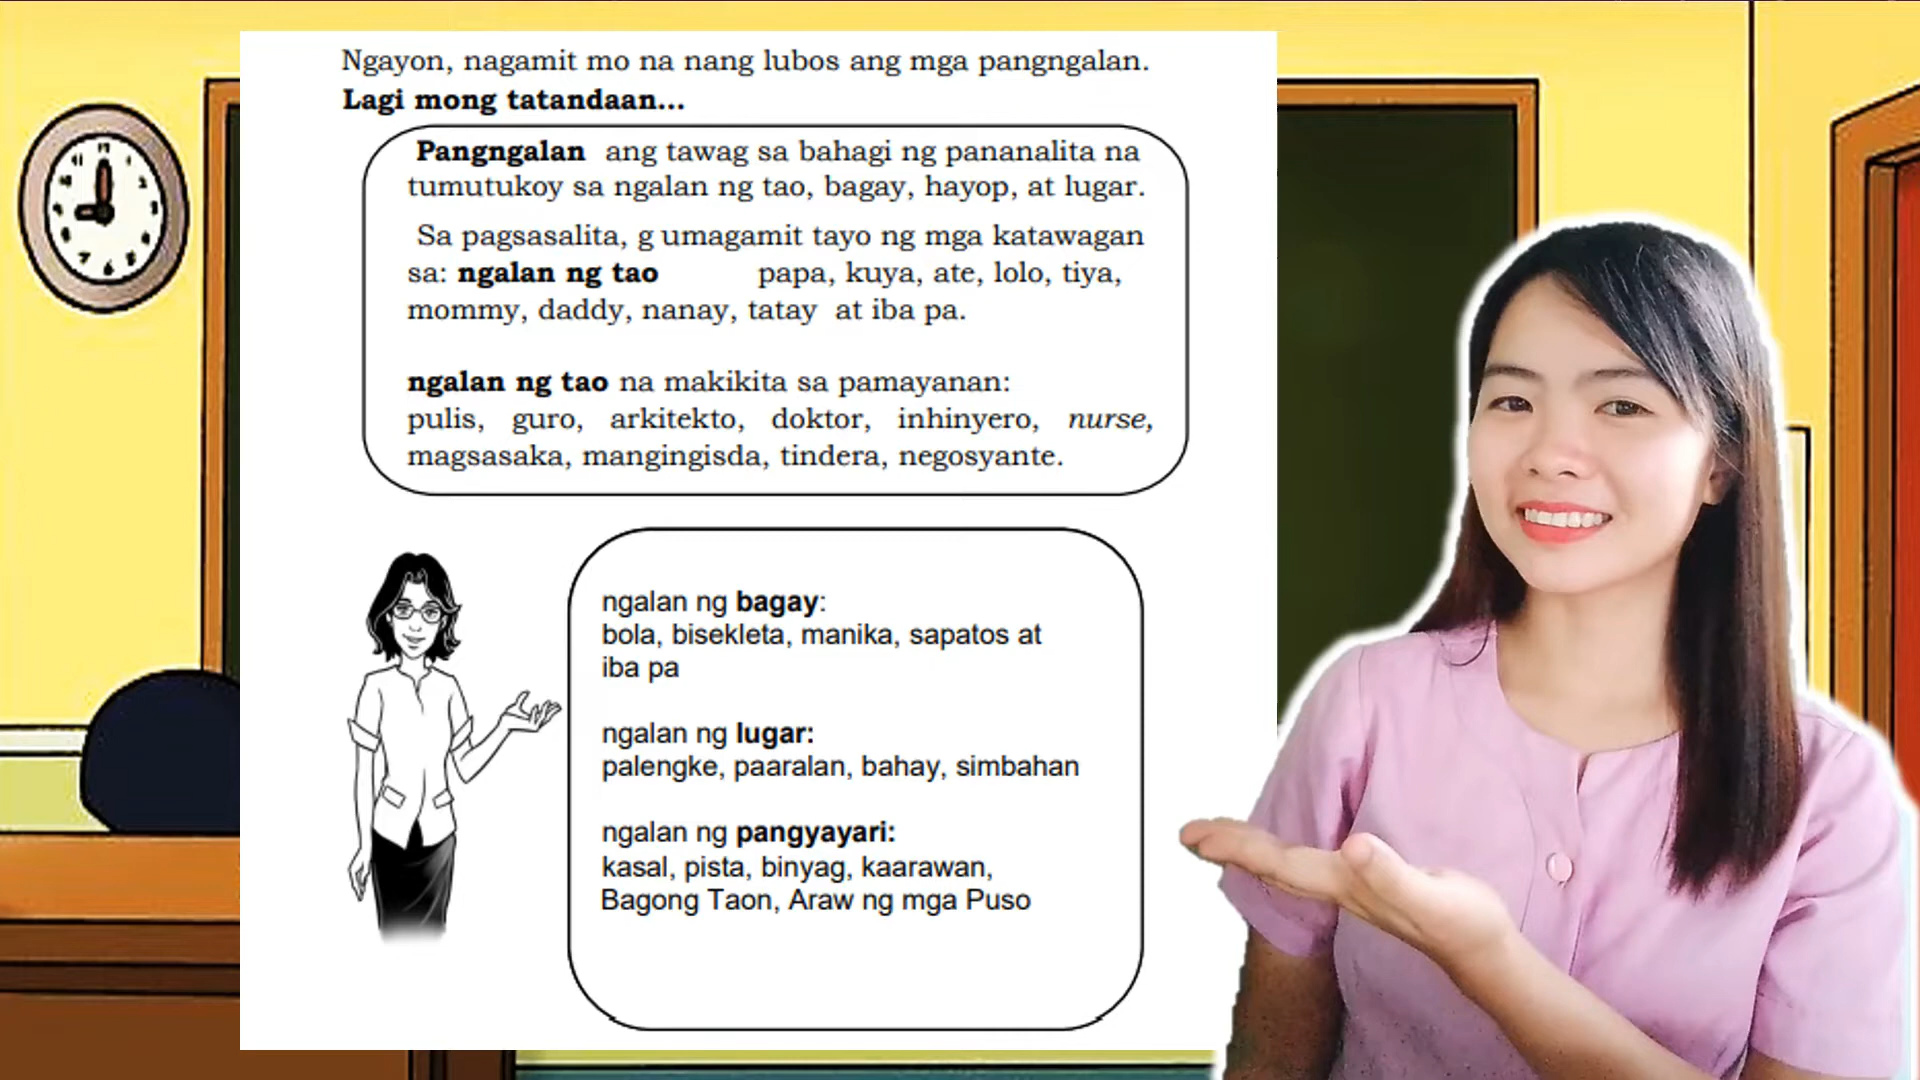 Ngayon, nagamit mo na nang lubos ang mga pangngalan.
Lagi mong tatandaan...
Pangngalan ang tawag sa bahagi ng pananalita na
tumutukoy sa ngalan ng tao, bagay, hayop, at lugar.
Sa pagsasalita, g umagamit tayo ng mga katawagan
sa: ngalan ng tao papa, kuya, ate, lolo, tiya,
mommy, daddy, nanay, tatay at iba pa.
ngalan ng tao na makikita sa pamayanan:
pulis, guro, arkitekto, doktor, inhinyero, nurse,
magsasaka, mangingisda, tindera, negosyante.
ngalan ng bagay:
bola, bisekleta, manika, sapatos at
iba pa
ngalan ng lugar:
palengke, paaralan, bahay, simbahan
ngalan ng pangyayari:
kasal, pista, binyag, kaarawan,
Bagong Taon, Araw ng mga Puso